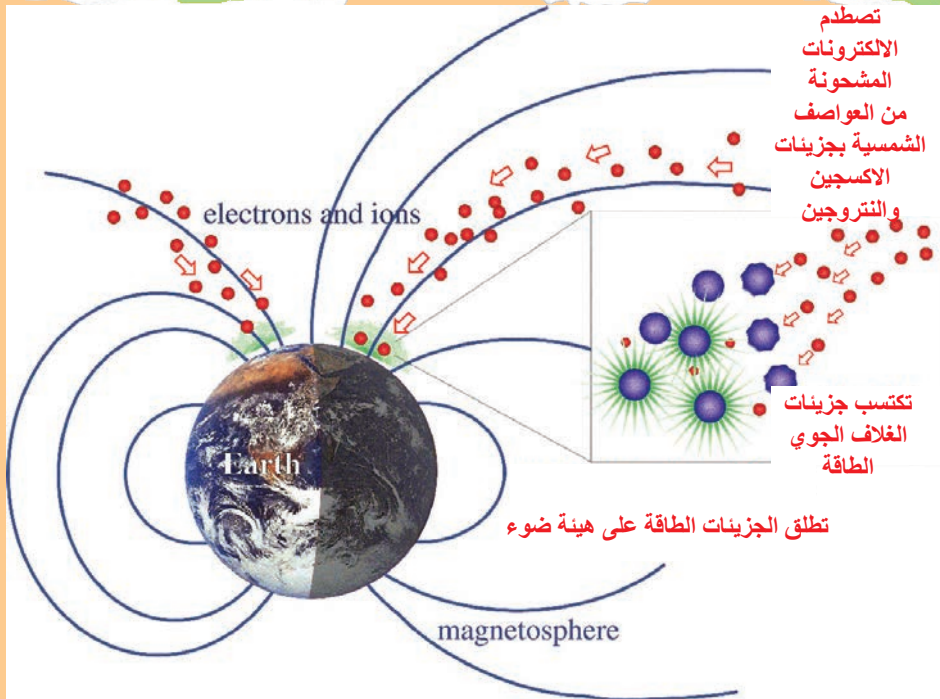 تصطدم
الالكترونات
المشحونة
من العواصف
الشمسية بجزيئات
الاكسجين
والنتروجين
electrons and ions
تكتسب جزيئات
الغلاف الجوي
الطاقة
Earth
تطلق الجزيئات الطاقة على هيئة ضوء
magnetosphere